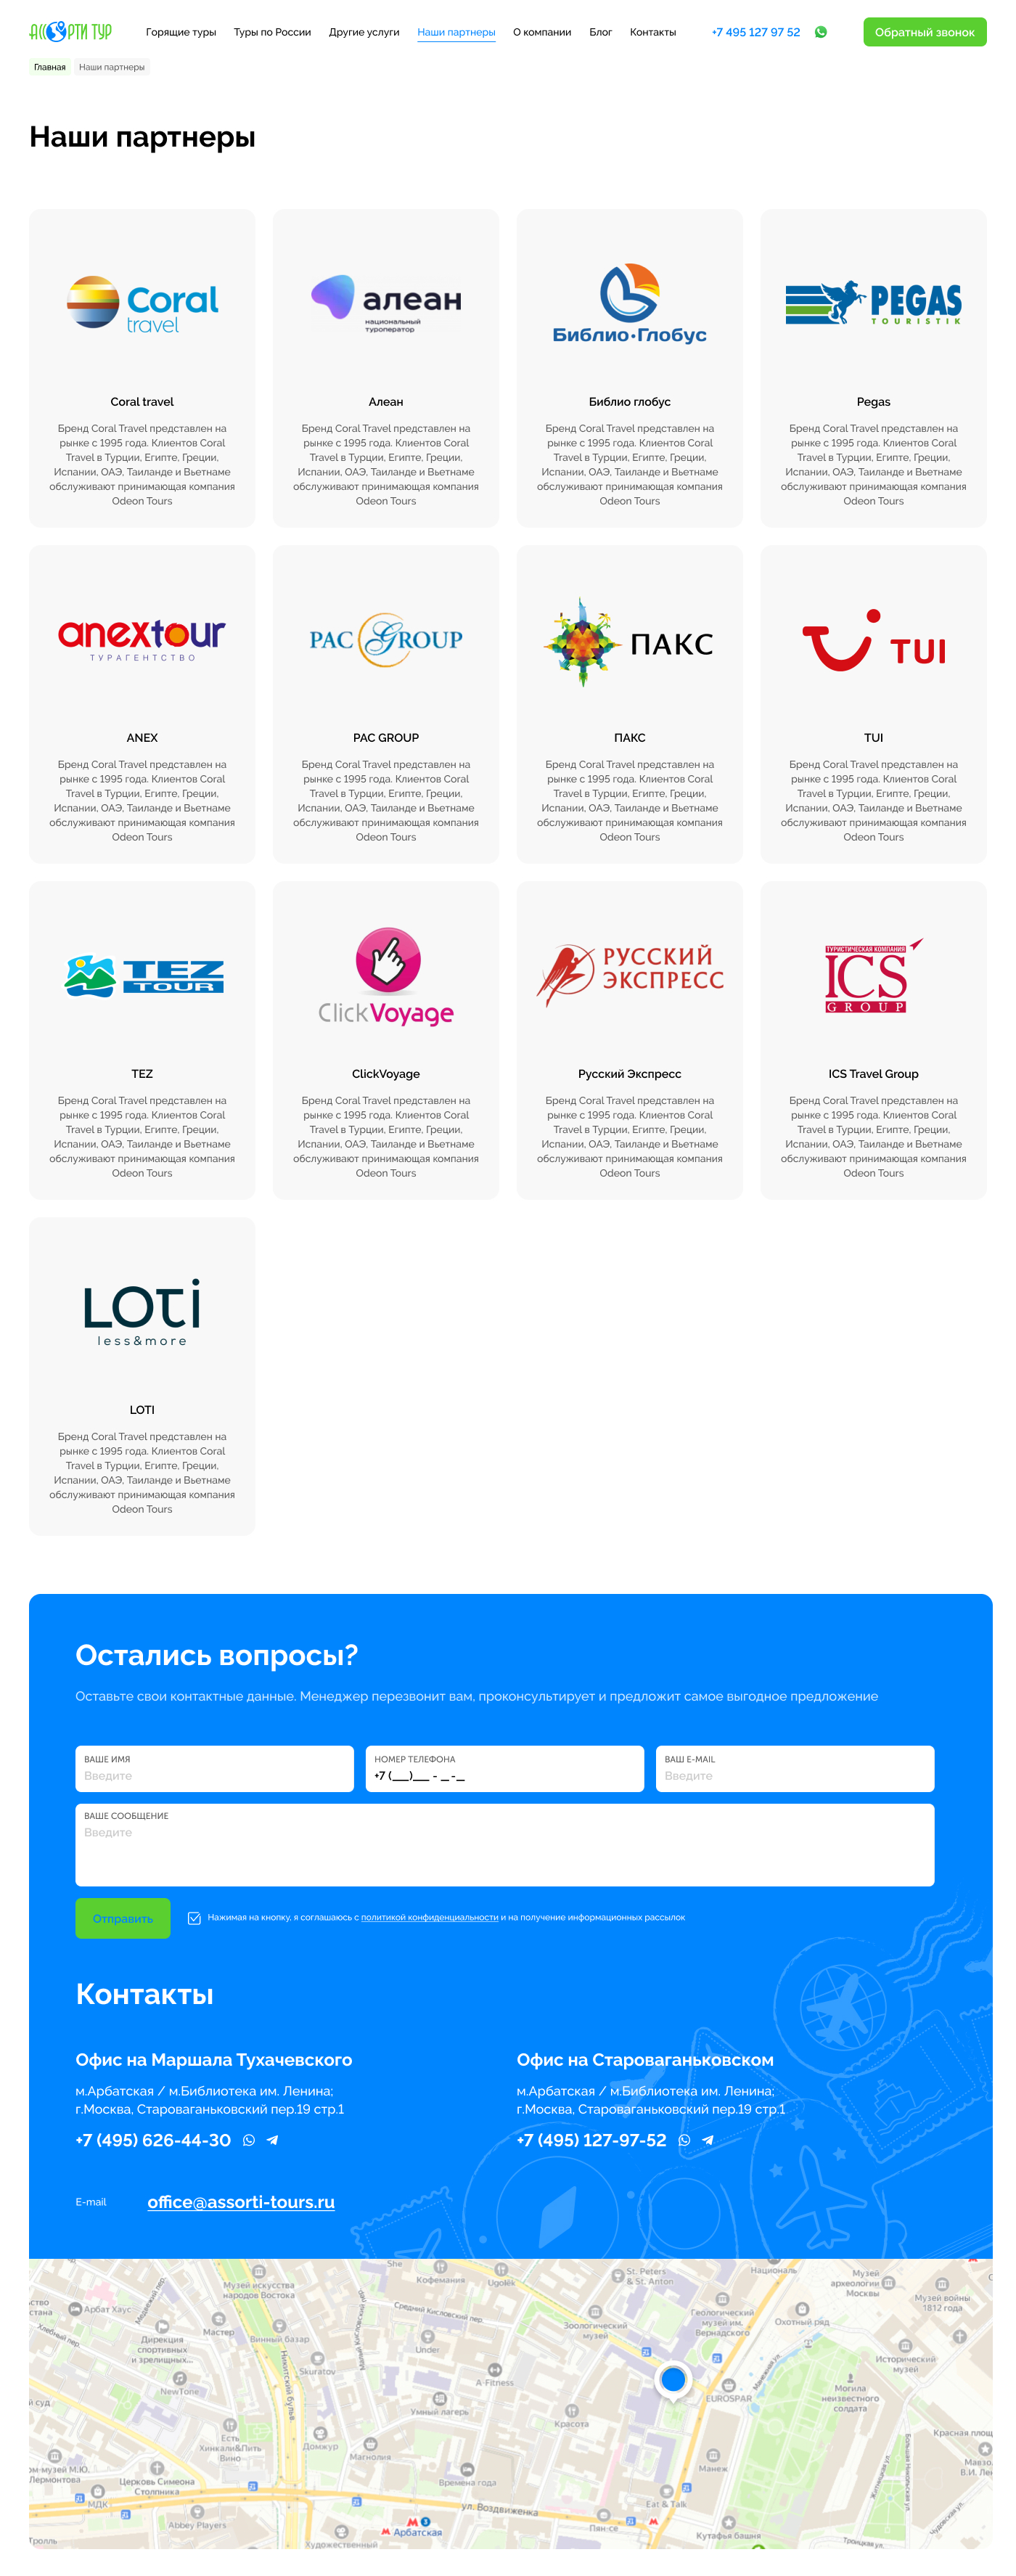 АССОРТИ ТУР
Горящие туры
Туры по России
Другие услуги
Наши партнеры
О компании
Блог
Контакты
+7 495 127 97 52
Обратный звонок
Главная
Наши партнеры
Наши партнеры
Coral
travel
Coral travel
Бренд Coral Travel представлен на
рынке с 1995 года. Клиентов Coral
Travel в Турции, Египте, Греции,
Испании, ОАЭ, Таиланде и Вьетнаме
обслуживают принимающая компания
Odeon Tours
алеан
национальный
туроператор
Алеан
Бренд Coral Travel представлен на
рынке с 1995 года. Клиентов Coral
Travel в Турции, Египте, Греции,
Испании, ОАЭ, Таиланде и Вьетнаме
обслуживают принимающая компания
Odeon Tours
Библио·Глобус
Библио глобус
Бренд Coral Travel представлен на
рынке с 1995 года. Клиентов Coral
Travel в Турции, Египте, Греции,
Испании, ОАЭ, Таиланде и Вьетнаме
обслуживают принимающая компания
Odeon Tours
PEGAS
TOURISTIK
Pegas
Бренд Coral Travel представлен на
рынке с 1995 года. Клиентов Coral
Travel в Турции, Египте, Греции,
Испании, ОАЭ, Таиланде и Вьетнаме
обслуживают принимающая компания
Odeon Tours
anextour
ТУРАГЕНТСТВО
ANEX
Бренд Coral Travel представлен на
рынке с 1995 года. Клиентов Coral
Travel в Турции, Египте, Греции,
Испании, ОАЭ, Таиланде и Вьетнаме
обслуживают принимающая компания
Odeon Tours
PAC GROUP
PAC GROUP
Бренд Coral Travel представлен на
рынке с 1995 года. Клиентов Coral
Travel в Турции, Египте, Греции,
Испании, ОАЭ, Таиланде и Вьетнаме
обслуживают принимающая компания
Odeon Tours
ПАКС
ПАКС
Бренд Coral Travel представлен на
рынке с 1995 года. Клиентов Coral
Travel в Турции, Египте, Греции,
Испании, ОАЭ, Таиланде и Вьетнаме
обслуживают принимающая компания
Odeon Tours
TUI
TUI
Бренд Coral Travel представлен на
рынке с 1995 года. Клиентов Coral
Travel в Турции, Египте, Греции,
Испании, ОАЭ, Таиланде и Вьетнаме
обслуживают принимающая компания
Odeon Tours
TEZ
TOUR
TEZ
Бренд Coral Travel представлен на
рынке с 1995 года. Клиентов Coral
Travel в Турции, Египте, Греции,
Испании, ОАЭ, Таиланде и Вьетнаме
обслуживают принимающая компания
Odeon Tours
ClickVoyage
ClickVoyage
Бренд Coral Travel представлен на
рынке с 1995 года. Клиентов Coral
Travel в Турции, Египте, Греции,
Испании, ОАЭ, Таиланде и Вьетнаме
обслуживают принимающая компания
Odeon Tours
РУССКИЙ
ЭКСПРЕСС
Русский Экспресс
Бренд Coral Travel представлен на
рынке с 1995 года. Клиентов Coral
Travel в Турции, Египте, Греции,
Испании, ОАЭ, Таиланде и Вьетнаме
обслуживают принимающая компания
Odeon Tours
ТУРИСТИЧЕСКАЯ КОМПАНИЯ
ICS
GROUP
ICS Travel Group
Бренд Coral Travel представлен на
рынке с 1995 года. Клиентов Coral
Travel в Турции, Египте, Греции,
Испании, ОАЭ, Таиланде и Вьетнаме
обслуживают принимающая компания
Odeon Tours
LOTi
less&more
LOTI
Бренд Coral Travel представлен на
рынке с 1995 года. Клиентов Coral
Travel в Турции, Египте, Греции,
Испании, ОАЭ, Таиланде и Вьетнаме
обслуживают принимающая компания
Odeon Tours
Остались вопросы?
Оставьте свои контактные данные. Менеджер перезвонит вам, проконсультирует и предложит самое выгодное предложение
ВАШЕ ИМЯ
Введите
НОМЕР ТЕЛЕФОНА
+7 (___)___ - __-__
ВАШ E-MAIL
Введите
ВАШЕ СООБЩЕНИЕ
Введите
Отправить
Нажимая на кнопку, я соглашаюсь с политикой конфиденциальности и на получение информационных рассылок
Контакты
Офис на Маршала Тухачевского
м.Арбатская / м.Библиотека им. Ленина;
г.Москва, Староваганьковский пер.19 стр.1
+7 (495) 626-44-30
Офис на Староваганьковском
м.Арбатская / м.Библиотека им. Ленина;
г.Москва, Староваганьковский пер.19 стр.1
+7 (495) 127-97-52
E-mail
office@assorti-tours.ru
She
Кофемания
Ugolёk
St. Peters
& St. Anton
Националь
Музей
археологии
Москвы
Музей войны
1812 года
Музей искусства
народов Востока
Арбат Хаус
Хлебный пер.
Мастер
Винный базар
Средний Кисловский пер.
Зоологический
музей
Геологический
музей им.
Вернадского
Охотный ряд
Дирекция
спортивных
и зрелищных...
Under
Исторический
музей
Skuratov
Никитский бульв.
A-Fitness
NewTone
Умный лагерь
EUROSPAR
Могила
неизвестного
солдата
Красота
Есть
Хинкали&Пить
Вино
Домжур
Магнолия
Манеж
Красная площ
Мавзо
В.И. Лен
ом-музей М.Ю.
Лермонтова
Церковь Симеона
Столпника
Времена года
МДК
Abbey Players
ул. Воздвиженка
Eat & Talk
Пян-се
Арбатская
Художественный
Кутафья башня
Троицкая ул.